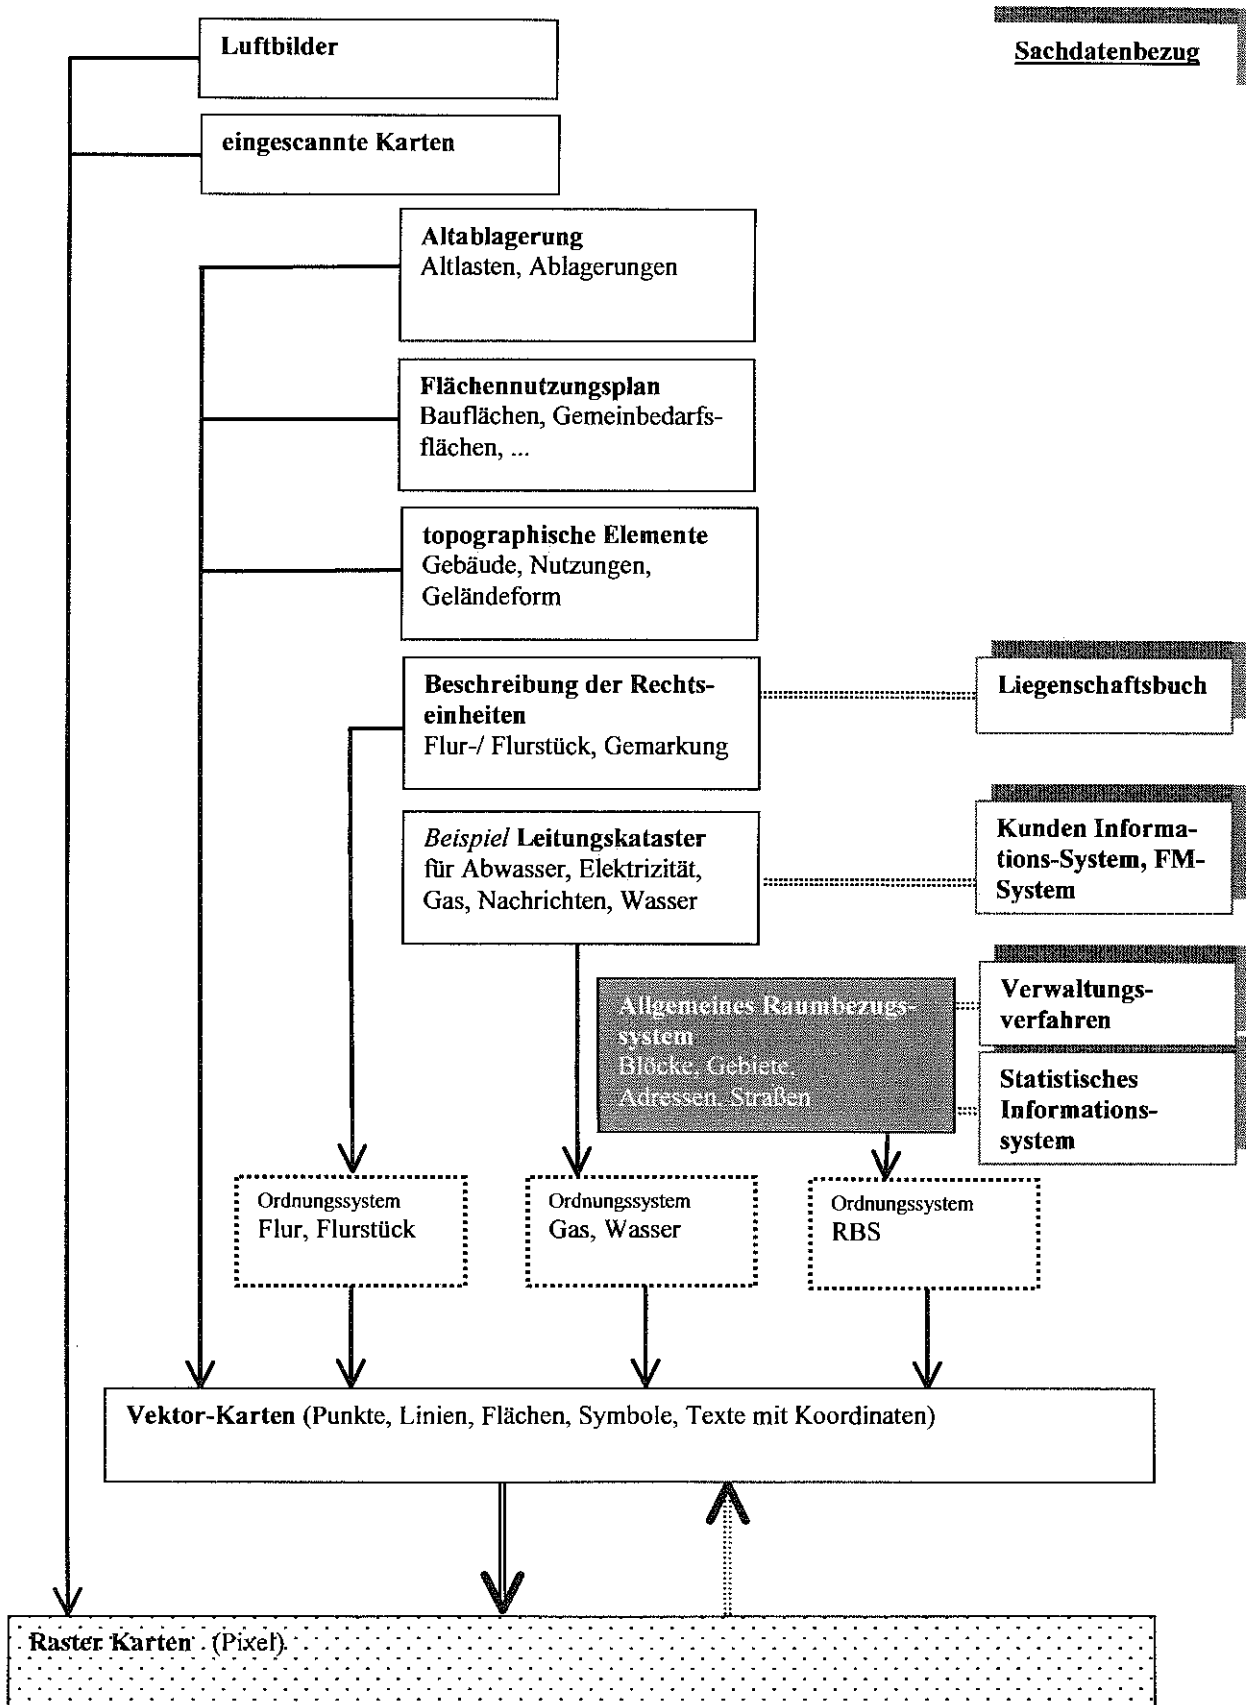 Luftbilder
Sachdatenbezug
eingescannte Karten
Altablagerung
Altlasten, Ablagerungen
Flächennutzungsplan
Bauflächen, Gemeinbedarfs-
flächen, ...
topographische Elemente
Gebäude, Nutzungen,
Geländeform
Beschreibung der Rechts-
einheiten
Flur-/ Flurstück, Gemarkung
Liegenschaftsbuch
Beispiel Leitungskataster
für Abwasser, Elektrizität,
Gas, Nachrichten, Wasser
Kunden Informa-
tions-System, FM-
System
Allgemeines Raumbezugs-
system
Blöcke, Gebiete,
Adressen, Straßen
Verwaltungs-
verfahren
Statistisches
Informations-
system
Ordnungssystem
Flur, Flurstück
Ordnungssystem
Gas, Wasser
Ordnungssystem
RBS
Vektor-Karten (Punkte, Linien, Flächen, Symbole, Texte mit Koordinaten)
Raster Karten (Pixel)